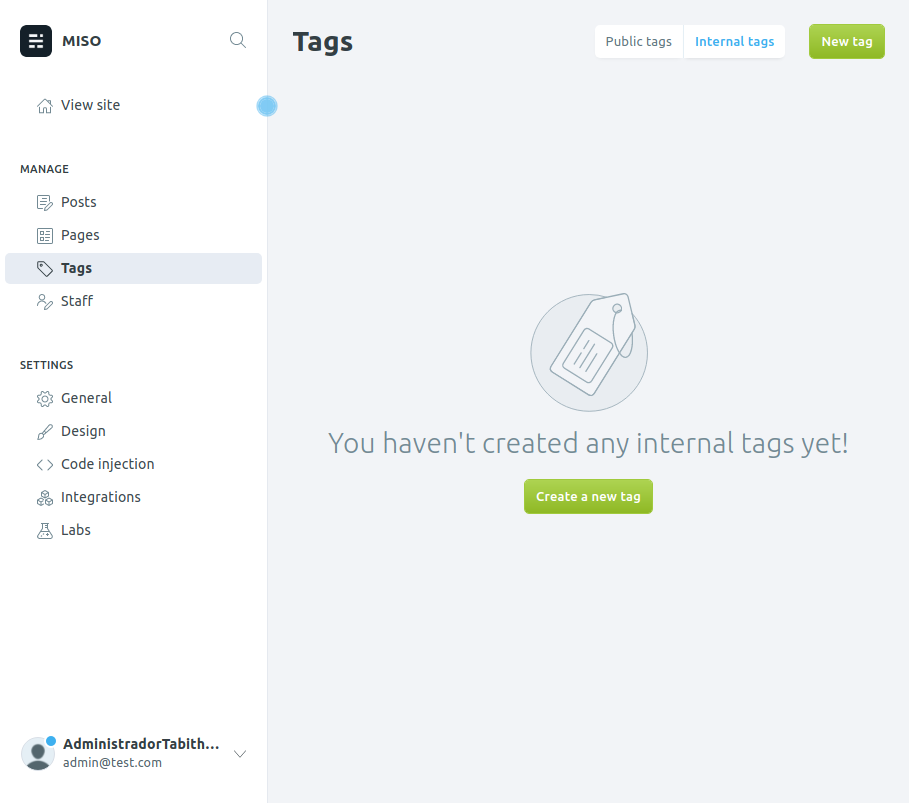 MISO
View site
MANAGE
Posts
Pages
Tags
Staff
SETTINGS
General
Design
Code injection
Integrations
Labs
AdministradorTabith...
admin@test.com
Tags
Public tags
Internal tags
New tag
You haven't created any internal tags yet!
Create a new tag